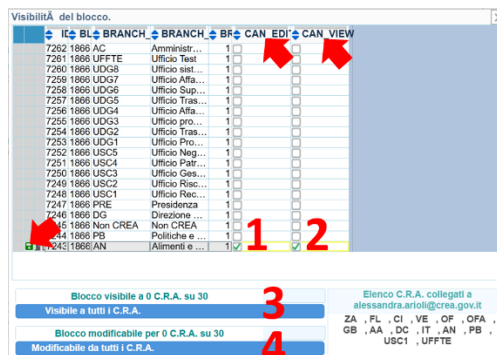 VisibilitÃ del blocco.
BL BRANCH_ BRANCH_ BR CAN_EDIT CAN_VIEW
7262 1866 AC Amministr... 1
7261 1866 UFFTE Ufficio Test 1
7260 1866 UDG8 Ufficio sist... 1
7259 1866 UDG7 Ufficio Affa... 1
7258 1866 UDG6 Ufficio Sup... 1
7257 1866 UDG5 Ufficio Tras... 1
7256 1866 UDG4 Ufficio Affa... 1
7255 1866 UDG3 Ufficio pro... 1
7254 1866 UDG2 Ufficio Tras... 1
7253 1866 UDG1 Ufficio Pro... 1
7252 1866 USC5 Ufficio Neg... 1
7251 1866 USC4 Ufficio Patr... 1
7250 1866 USC3 Ufficio Ges... 1
7249 1866 USC2 Ufficio Risc... 1
7248 1866 USC1 Ufficio Rec... 1
7247 1866 PRE Presidenza 1
7246 1866 DG Direzione ... 1
7245 1866 Non CREA Non CREA 1
7244 1866 PB Politiche e ... 1
7243 1866 AN Alimenti e ... 1
1 2
Blocco visibile a 0 C.R.A. su 30
Visibile a tutti i C.R.A.
3
Blocco modificabile per 0 C.R.A. su 30
Modificabile da tutti i C.R.A.
4
Elenco C.R.A. collegati a
alessandra.arioli@crea.gov.it
ZA , FL , CI , VE , OF , OFA ,
GB , AA , DC , IT , AN , PB ,
USC1 , UFFTE